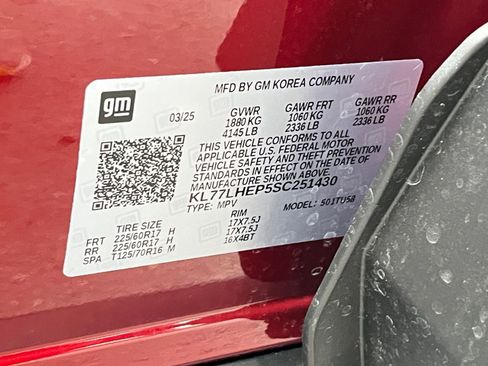 gm
MFD BY GM KOREA COMPANY
03/25 GVWR GAWR FRT GAWR RR
1880 KG 1060 KG 1060 KG
4145 LB 2336 LB 2336 LB
THIS VEHICLE CONFORMS TO ALL
APPLICABLE U.S. FEDERAL MOTOR
VEHICLE SAFETY AND THEFT PREVENTION
STANDARDS IN EFFECT ON THE DATE OF
MANUFACTURE SHOWN ABOVE.
KL77LHEP5SC251430
TYPE: MPV MODEL: 501TU58
TIRE SIZE RIM
FRT 225/60R17 H 17X7.5J
RR 225/60R17 H 17X7.5J
SPA T125/70R16 M 16X4BT